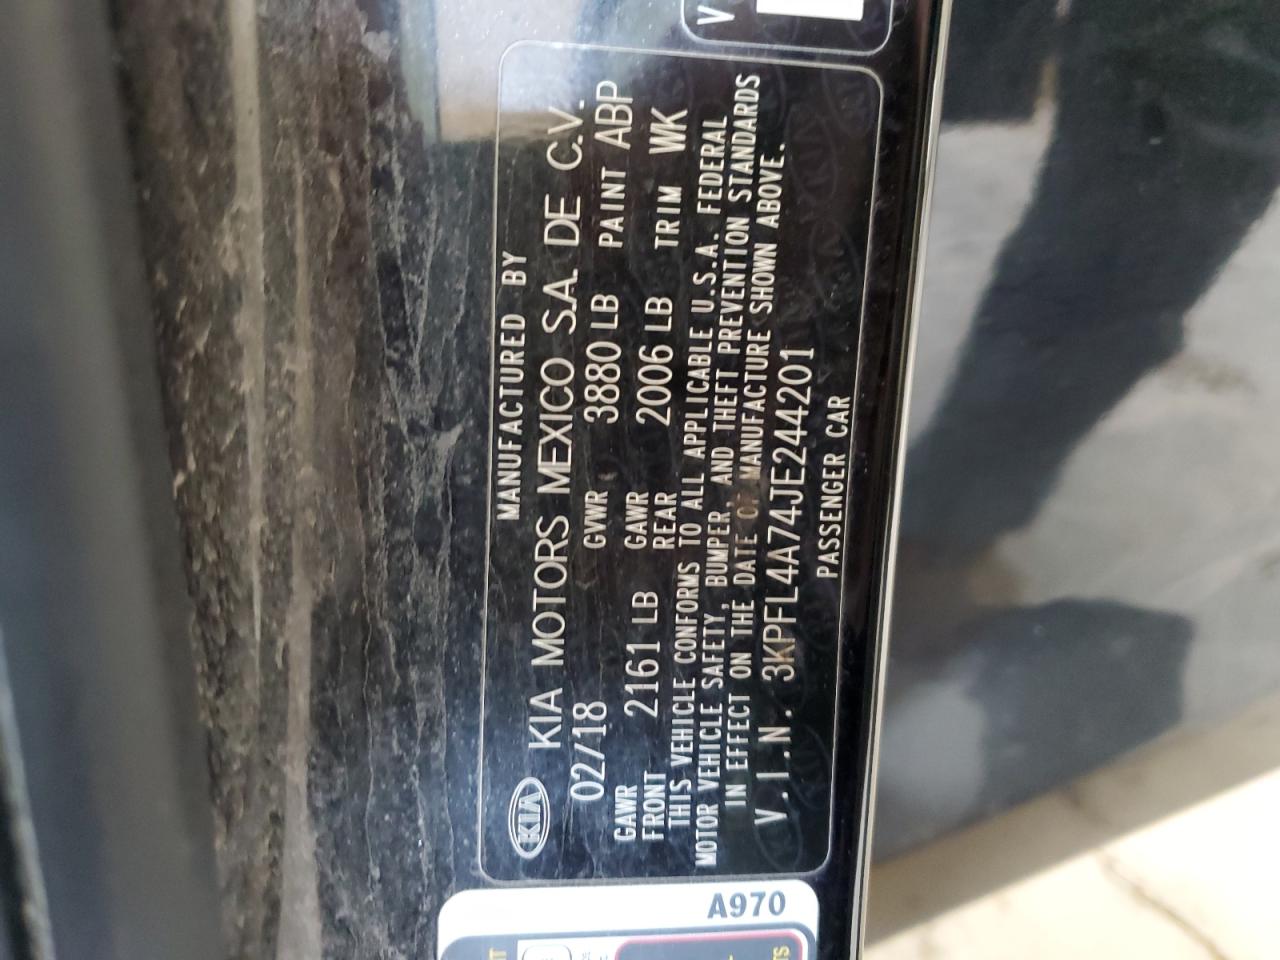 MANUFACTURED BY
KIA KIA MOTORS MEXICO S.A. DE C.V.
02/18 GVWR 3880 LB PAINT ABP
GAWR FRONT 2161 LB GAWR REAR 2006 LB TRIM WK
THIS VEHICLE CONFORMS TO ALL APPLICABLE U.S.A. FEDERAL
MOTOR VEHICLE SAFETY, BUMPER, AND THEFT PREVENTION STANDARDS
IN EFFECT ON THE DATE OF MANUFACTURE SHOWN ABOVE.
V.I.N. 3KPFL4A74JE244201
PASSENGER CAR
A970
V